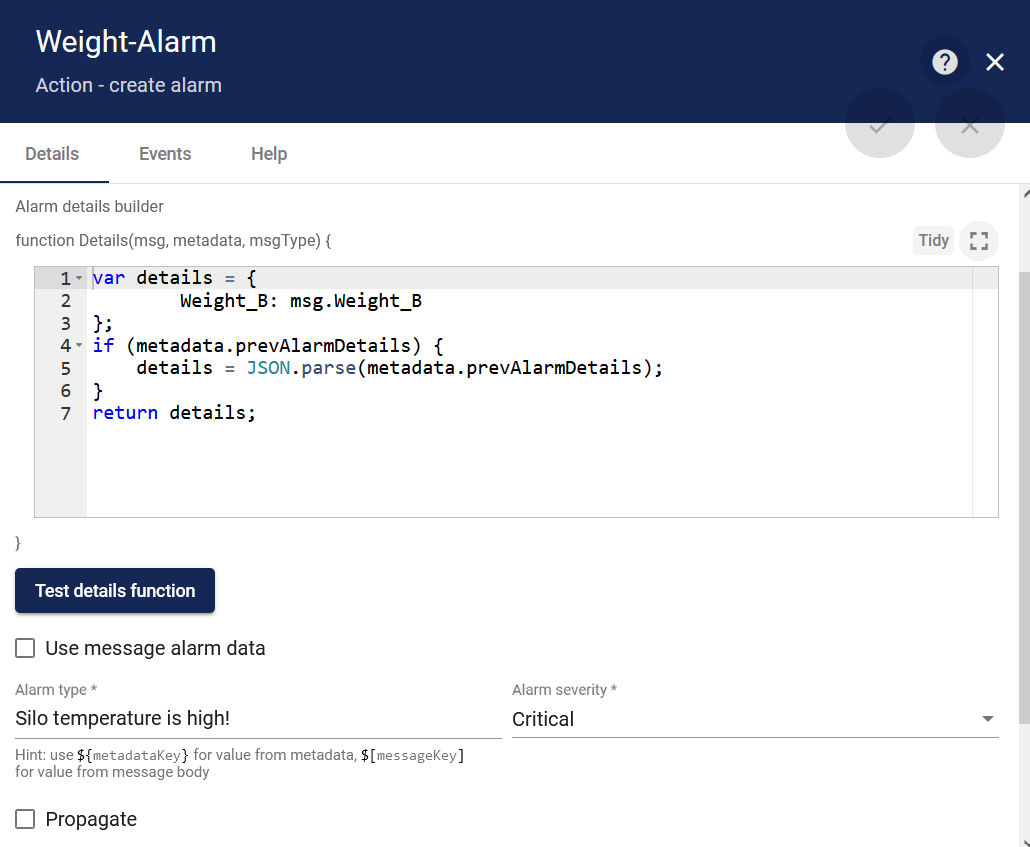 Weight-Alarm
Action - create alarm
?
Details Events Help
Alarm details builder
function Details(msg, metadata, msgType) {
Tidy
1 var details = {
2         Weight_B: msg.Weight_B
3 };
4 if (metadata.prevAlarmDetails) {
5     details = JSON.parse(metadata.prevAlarmDetails);
6 }
7 return details;
}
Test details function
Use message alarm data
Alarm type *
Silo temperature is high!
Alarm severity *
Critical
Hint: use ${metadataKey} for value from metadata, $[messageKey]
for value from message body
Propagate